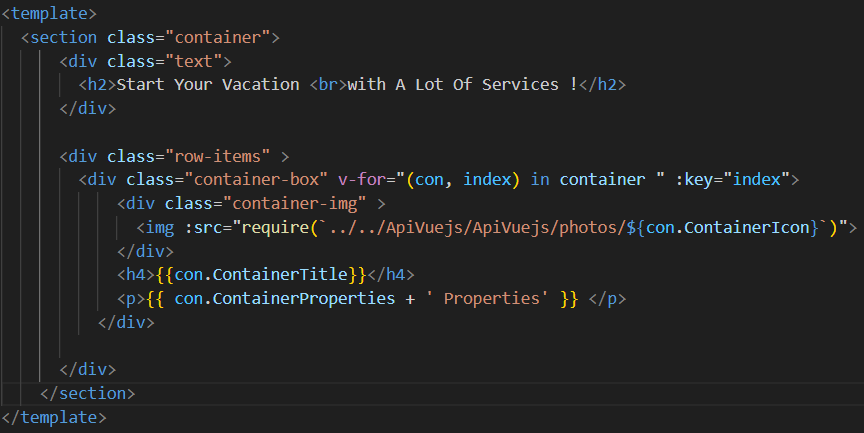 <template>
<section class="container">
<div class="text">
<h2>Start Your Vacation <br>with A Lot Of Services !</h2>
</div>
<div class="row-items" >
<div class="container-box" v-for="(con, index) in container " :key="index">
<div class="container-img" >
<img :src="require(`../../ApiVuejs/ApiVuejs/photos/${con.ContainerIcon}`)">
</div>
<h4>{{con.ContainerTitle}}</h4>
<p>{{ con.ContainerProperties + ' Properties' }} </p>
</div>
</div>
</section>
</template>